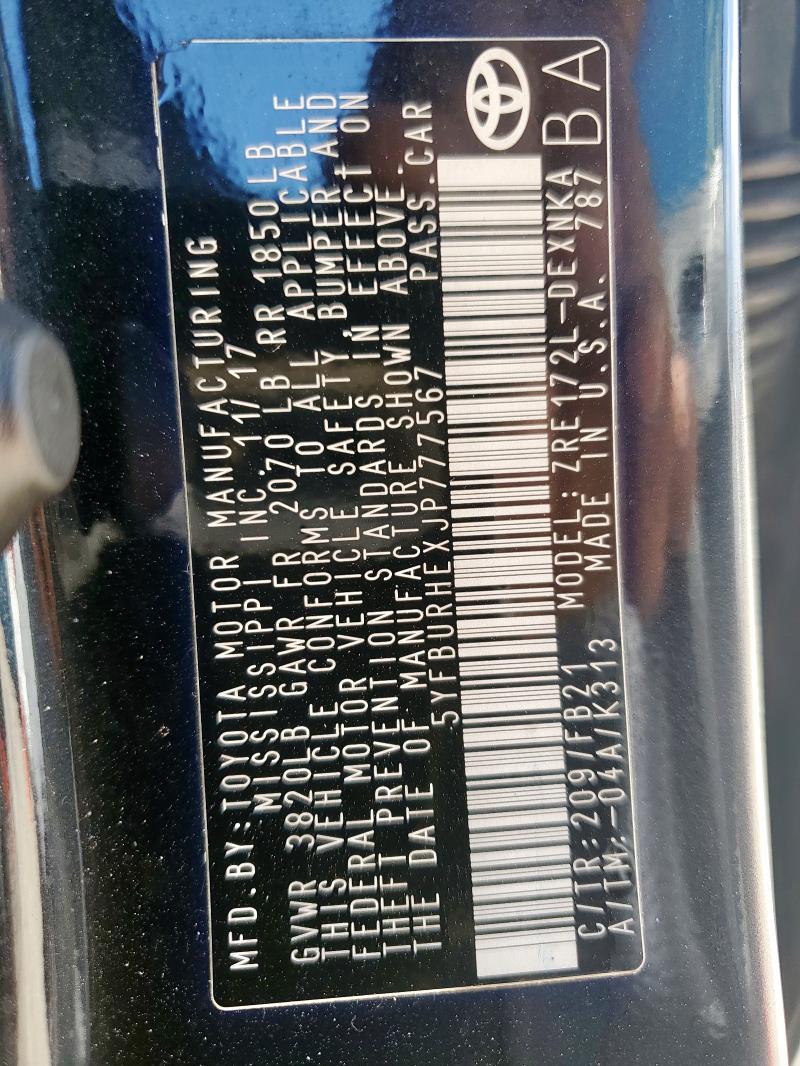 MFD.BY:TOYOTA MOTOR MANUFACTURING
MISSISSIPPI INC. 11/17
GVWR 3820LB GAWR FR 2070 LB RR 1850 LB
THIS VEHICLE CONFORMS TO ALL APPLICABLE
FEDERAL MOTOR VEHICLE SAFETY, BUMPER AND
THEFT PREVENTION STANDARDS IN EFFECT ON
THE DATE OF MANUFACTURE SHOWN ABOVE.
5YFBURHEXJP777567 PASS.CAR
C/TR:209/FB21 MODEL: ZRE172L-DEXNKA
A/TM:-04A/K313 MADE IN U.S.A. 787
BA